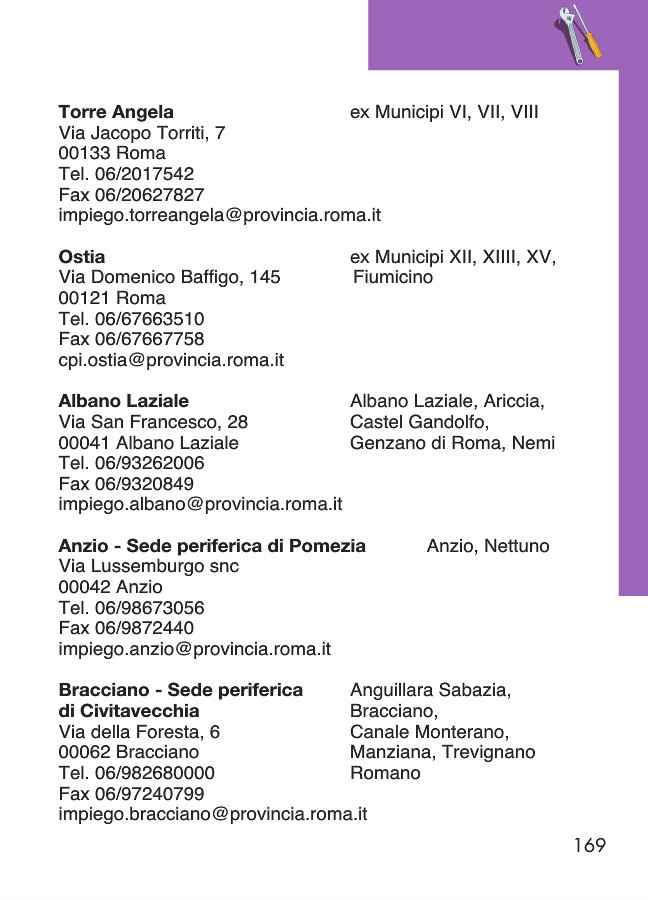 Torre Angela ex Municipi VI, VII, VIII
Via Jacopo Torriti, 7
00133 Roma
Tel. 06/2017542
Fax 06/20627827
impiego.torreangela@provincia.roma.it
Ostia ex Municipi XII, XIIII, XV,
Via Domenico Baffigo, 145 Fiumicino
00121 Roma
Tel. 06/67663510
Fax 06/67667758
cpi.ostia@provincia.roma.it
Albano Laziale Albano Laziale, Ariccia,
Via San Francesco, 28 Castel Gandolfo,
00041 Albano Laziale Genzano di Roma, Nemi
Tel. 06/93262006
Fax 06/9320849
impiego.albano@provincia.roma.it
Anzio - Sede periferica di Pomezia Anzio, Nettuno
Via Lussemburgo snc
00042 Anzio
Tel. 06/98673056
Fax 06/9872440
impiego.anzio@provincia.roma.it
Bracciano - Sede periferica Anguillara Sabazia,
di Civitavecchia Bracciano,
Via della Foresta, 6 Canale Monterano,
00062 Bracciano Manziana, Trevignano
Tel. 06/982680000 Romano
Fax 06/97240799
impiego.bracciano@provincia.roma.it
169